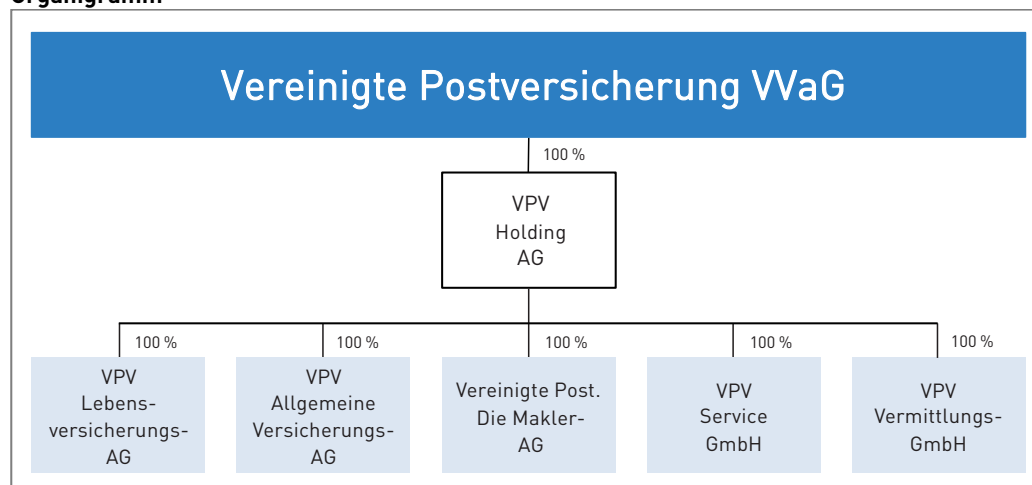 Organigramm
Vereinigte Postversicherung VVaG
100 %
VPV
Holding
AG
100 %
100 %
100 %
100 %
100 %
VPV
Lebens-
versicherungs-
AG
VPV
Allgemeine
Versicherungs-
AG
Vereinigte Post.
Die Makler-
AG
VPV
Service
GmbH
VPV
Vermittlungs-
GmbH